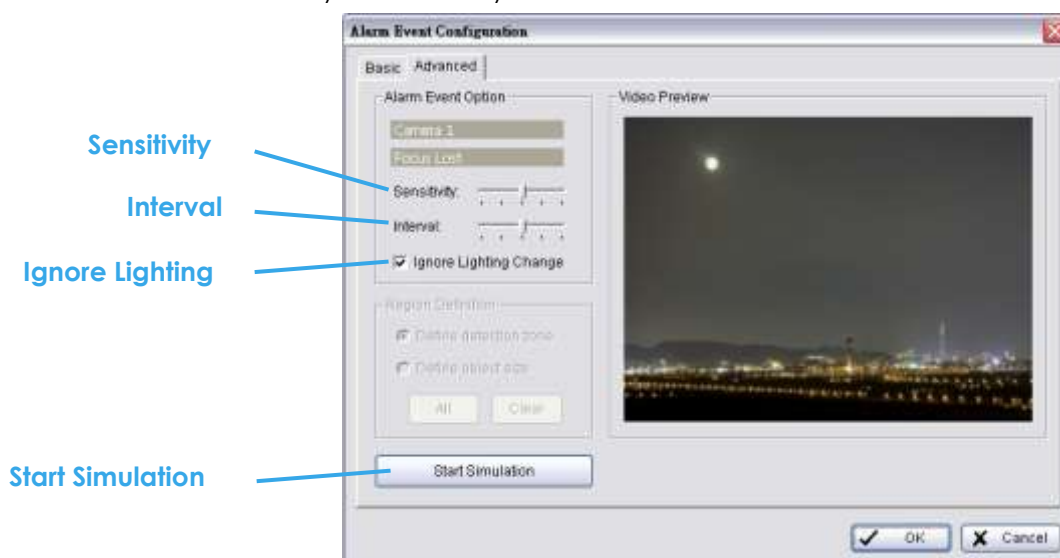 Alarm Event Configuration
Basic Advanced
Alarm Event Option
Video Preview
Camera 1
Focus Lost
Sensitivity
Sensitivity:
Interval
Interval:
Ignore Lighting
Ignore Lighting Change
Region Definition
Define detection zone
Define object size
All Clear
Start Simulation
Start Simulation
OK Cancel